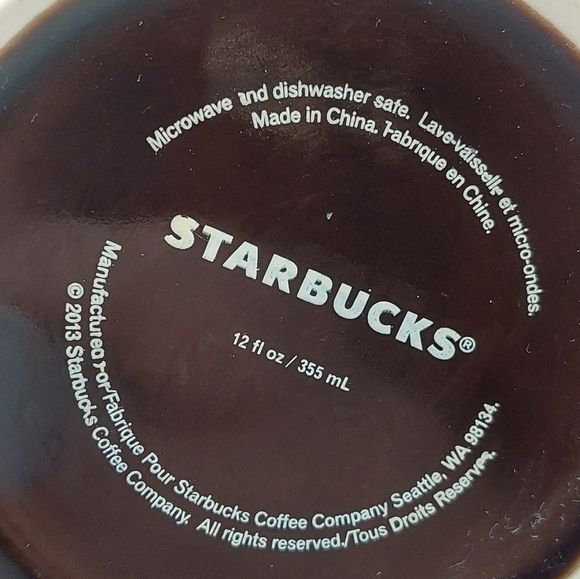 Microwave and dishwasher safe. Lave-vaisselle et micro-ondes.
Made in China. Fabrique en Chine.
STARBUCKS®
12 fl oz / 355 mL
Manufactured For/Fabrique Pour Starbucks Coffee Company Seattle, WA 98134.
© 2013 Starbucks Coffee Company. All rights reserved./Tous Droits Reserves.